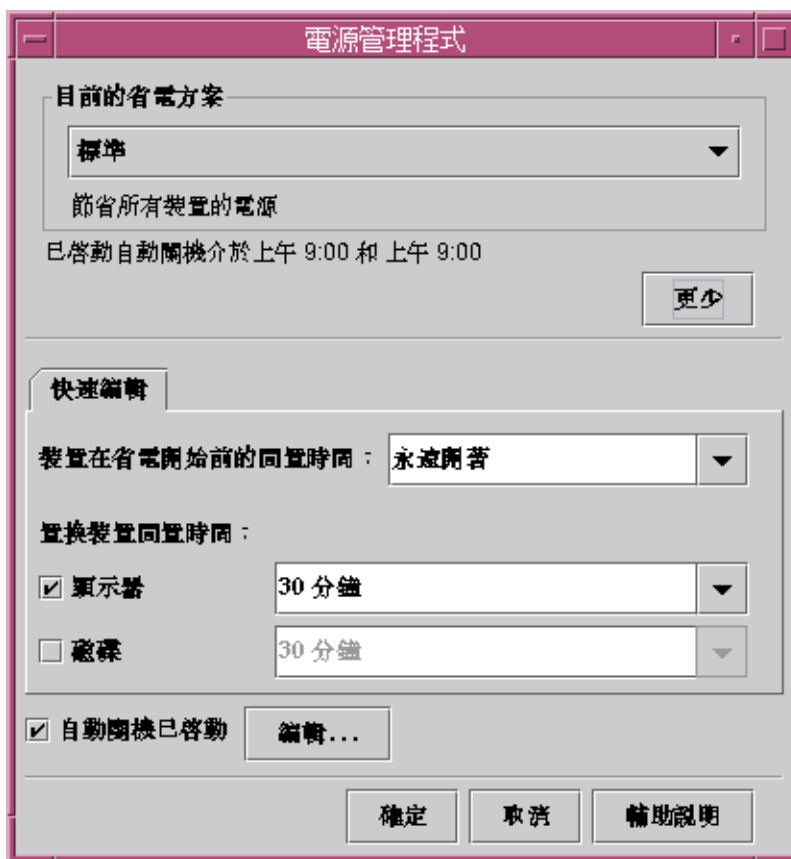 電源管理程式
目前的省電方案
標準
節省所有裝置的電源
已啓動自動關機介於上午 9:00 和 上午 9:00
更少
快速編輯
裝置在省電開始前的閒置時間： 永遠開著
置換裝置閒置時間：
顯示器 30 分鐘
磁碟 30 分鐘
自動關機已啓動 編輯...
確定 取消 輔助說明